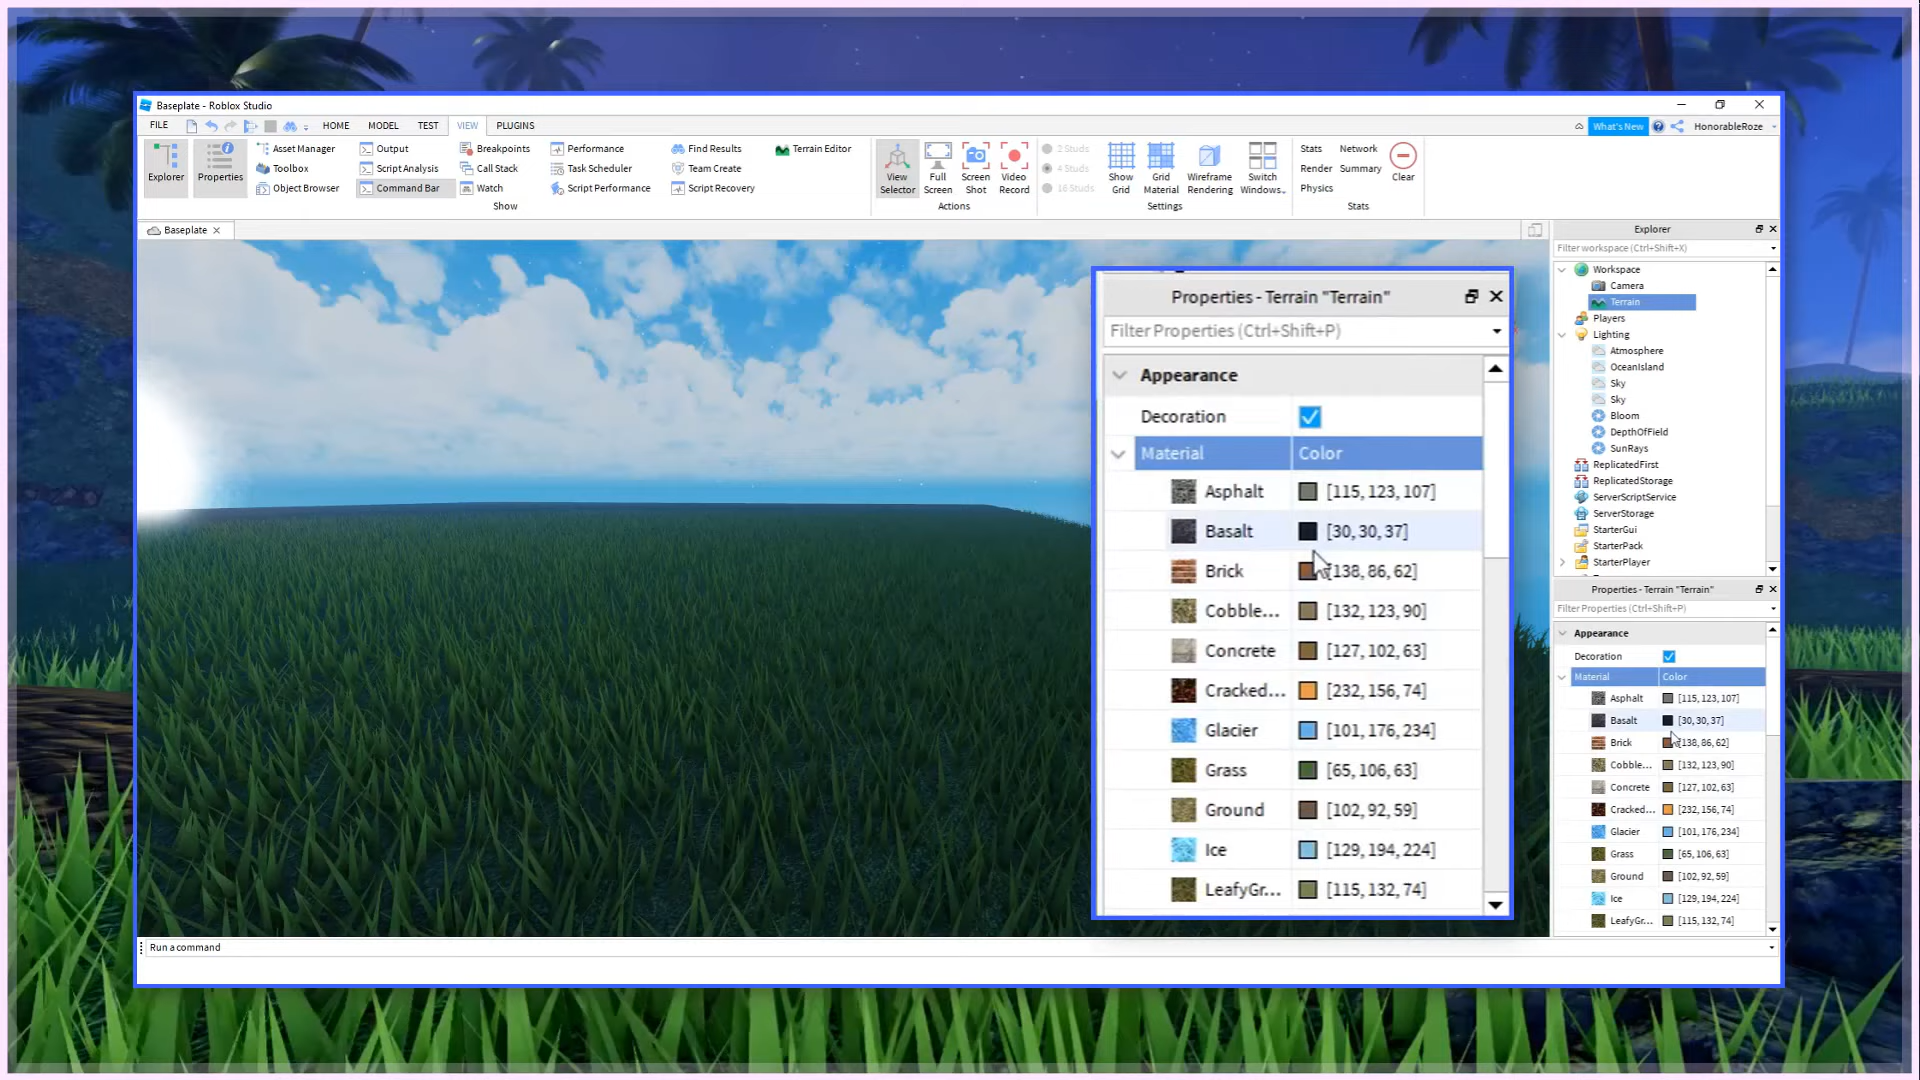 Baseplate - Roblox Studio
FILE HOME MODEL TEST VIEW PLUGINS What's New HonorableRoze
Explorer Properties
Asset Manager Output Breakpoints Performance Find Results Terrain Editor
Toolbox Script Analysis Call Stack Task Scheduler Team Create
Object Browser Command Bar Watch Script Performance Script Recovery
Show
View Selector
Full Screen
Screen Shot
Video Record
Actions
2 Studs
4 Studs
16 Studs
Show Grid
Grid Material
Wireframe Rendering
Switch Windows
Settings
Stats Network
Render Summary
Physics
Clear
Stats
Baseplate
Explorer
Filter workspace (Ctrl+Shift+X)
Workspace
Camera
Terrain
Players
Lighting
Atmosphere
OceanIsland
Sky
Sky
Bloom
DepthOfField
SunRays
ReplicatedFirst
ReplicatedStorage
ServerScriptService
ServerStorage
StarterGui
StarterPack
StarterPlayer
Properties - Terrain "Terrain"
Filter Properties (Ctrl+Shift+P)
Appearance
Decoration
Material Color
Asphalt [115, 123, 107]
Basalt [30, 30, 37]
Brick [138, 86, 62]
Cobble... [132, 123, 90]
Concrete [127, 102, 63]
Cracked... [232, 156, 74]
Glacier [101, 176, 234]
Grass [65, 106, 63]
Ground [102, 92, 59]
Ice [129, 194, 224]
LeafyGr... [115, 132, 74]
Properties - Terrain "Terrain"
Filter Properties (Ctrl+Shift+P)
Appearance
Decoration
Material Color
Asphalt [115, 123, 107]
Basalt [30, 30, 37]
Brick [138, 86, 62]
Cobble... [132, 123, 90]
Concrete [127, 102, 63]
Cracked... [232, 156, 74]
Glacier [101, 176, 234]
Grass [65, 106, 63]
Ground [102, 92, 59]
Ice [129, 194, 224]
LeafyGr... [115, 132, 74]
Run a command